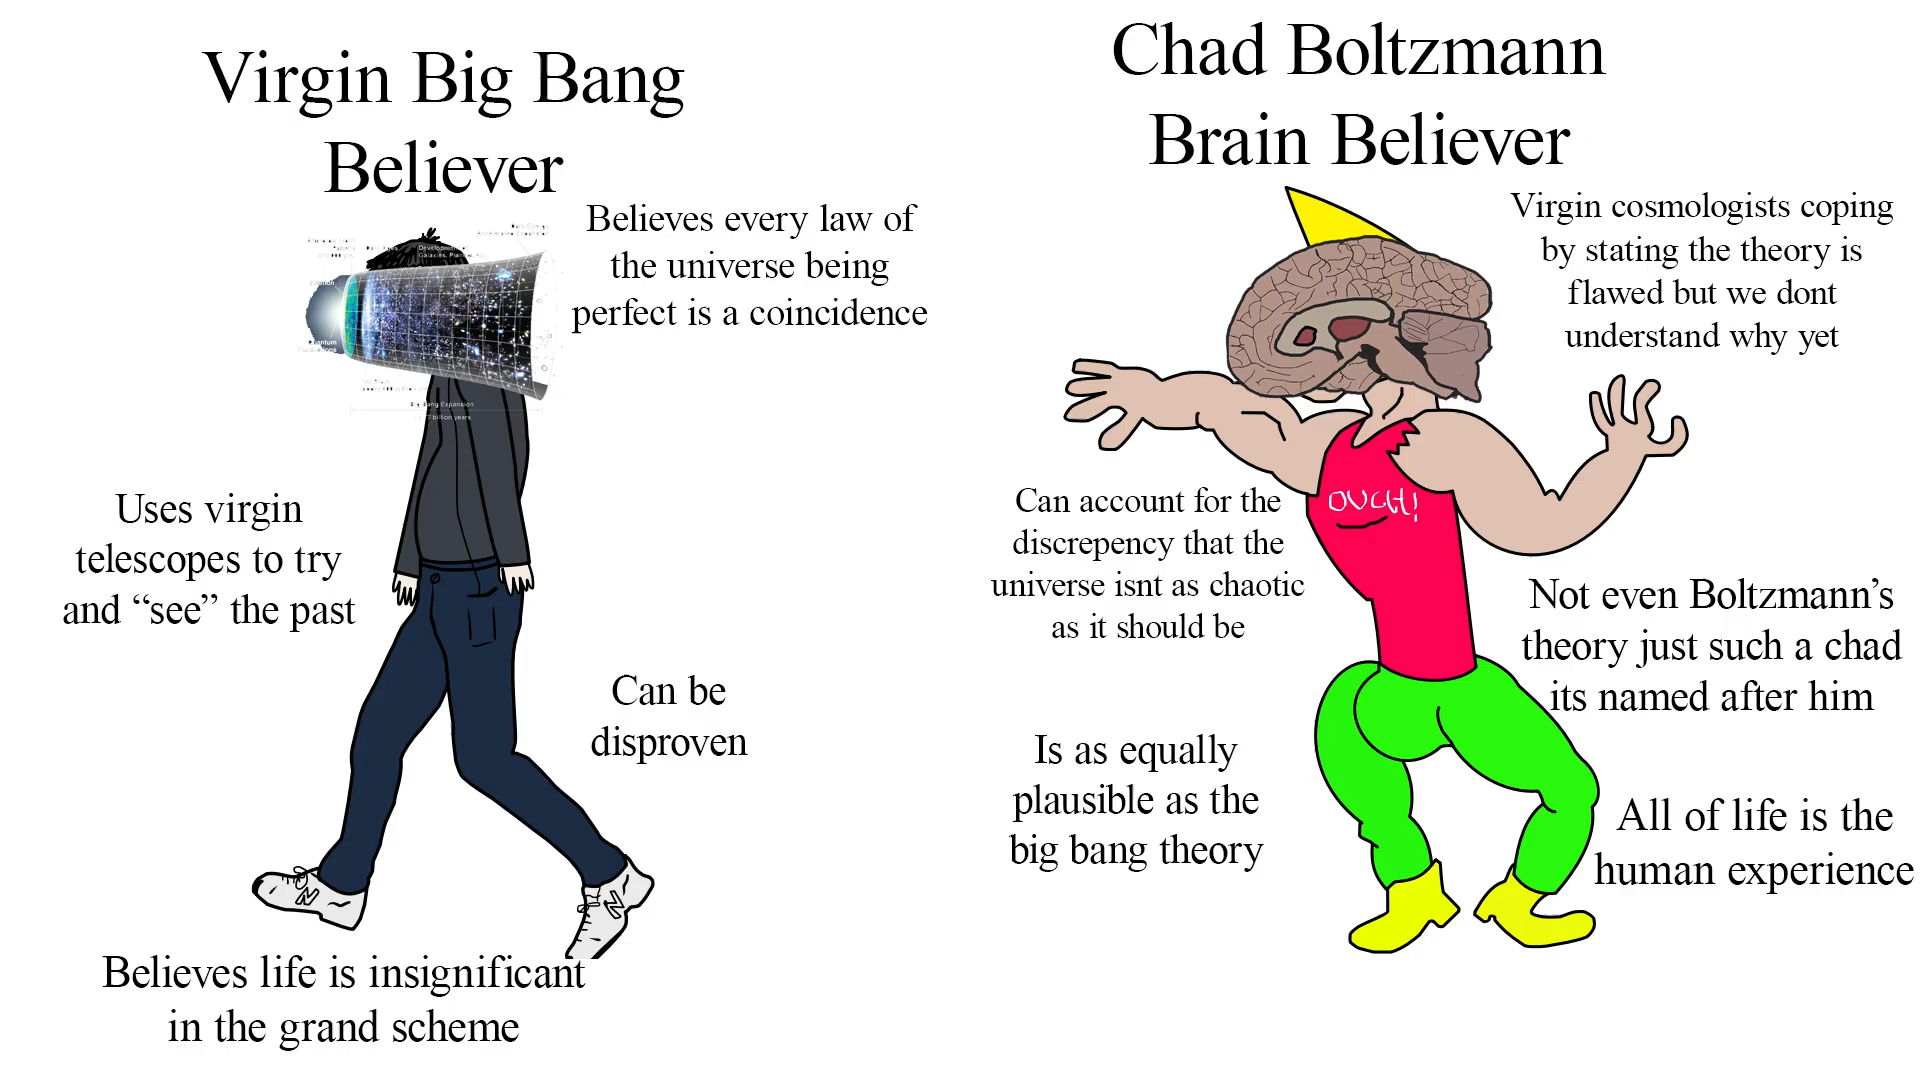 Virgin Big Bang
Believer
Believes every law of
the universe being
perfect is a coincidence
Uses virgin
telescopes to try
and “see” the past
Can be
disproven
Believes life is insignificant
in the grand scheme
Chad Boltzmann
Brain Believer
Virgin cosmologists coping
by stating the theory is
flawed but we dont
understand why yet
OUCH!
Can account for the
discrepency that the
universe isnt as chaotic
as it should be
Not even Boltzmann’s
theory just such a chad
its named after him
Is as equally
plausible as the
big bang theory
All of life is the
human experience